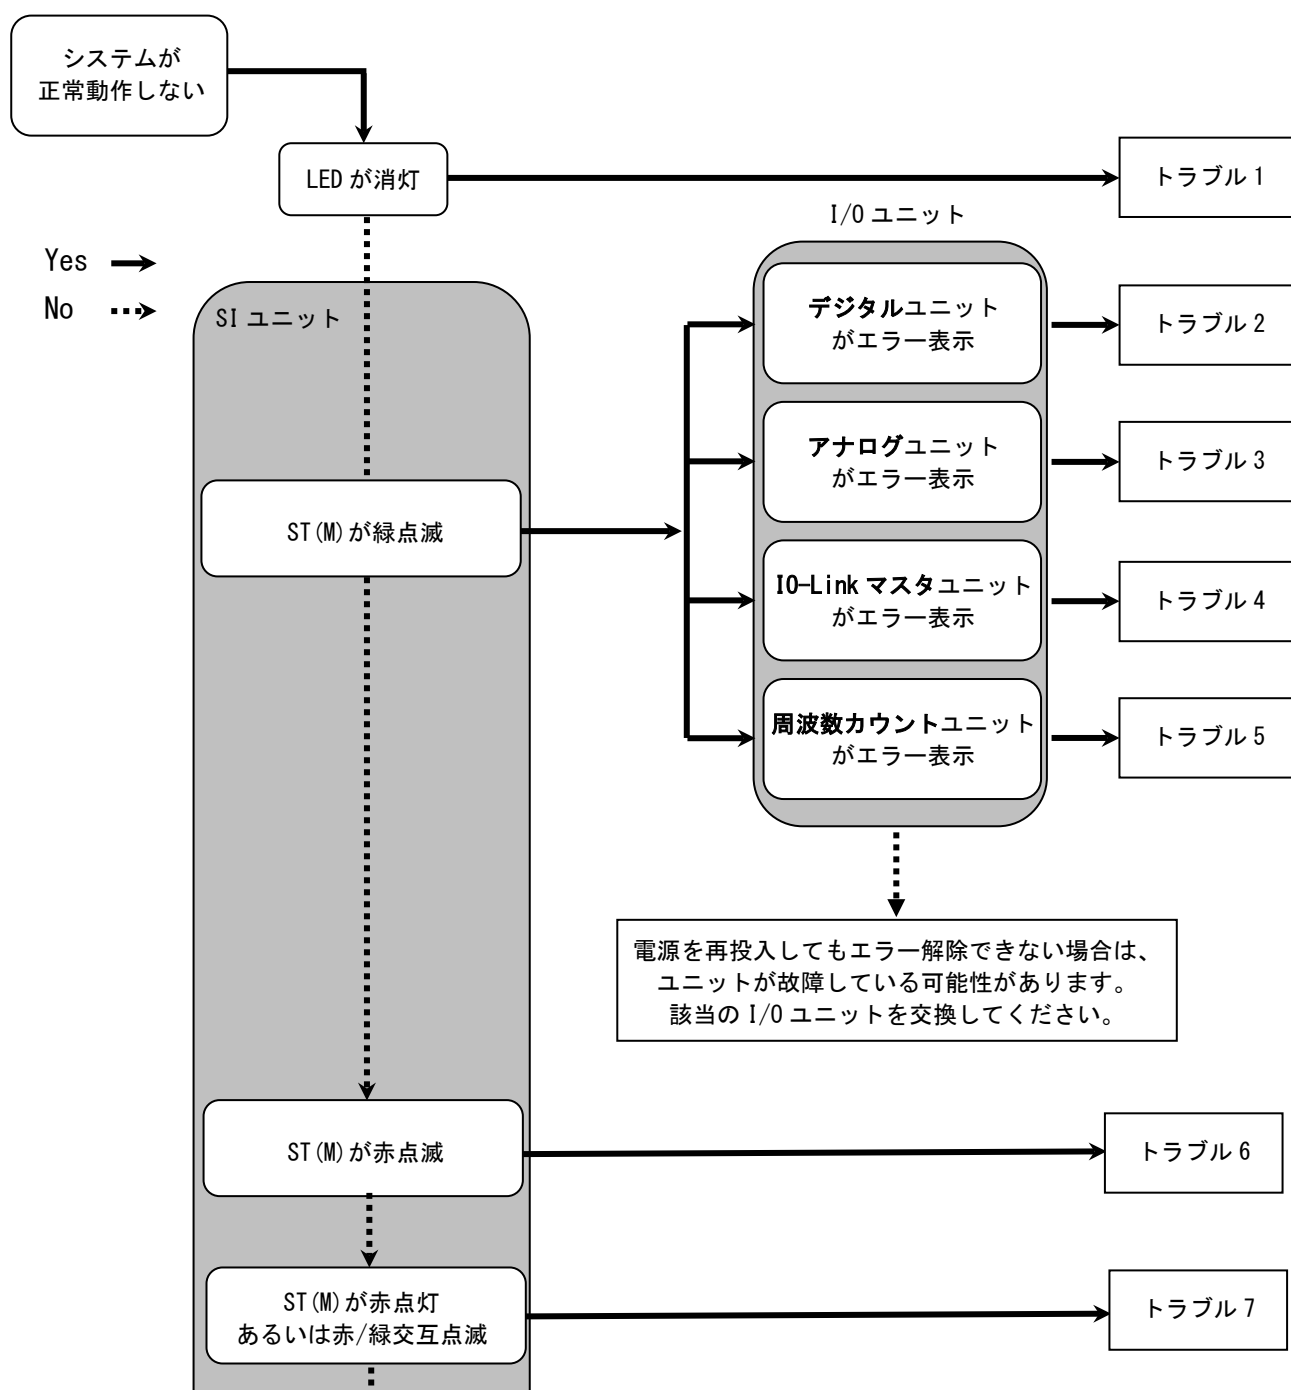 システムが
正常動作しない
LED が消灯
トラブル 1
I/O ユニット
Yes
No
SI ユニット
デジタルユニット
がエラー表示
トラブル 2
アナログユニット
がエラー表示
トラブル 3
ST(M)が緑点滅
IO-Link マスタユニット
がエラー表示
トラブル 4
周波数カウントユニット
がエラー表示
トラブル 5
電源を再投入してもエラー解除できない場合は、
ユニットが故障している可能性があります。
該当の I/O ユニットを交換してください。
ST(M)が赤点滅
トラブル 6
ST(M)が赤点灯
あるいは赤/緑交互点滅
トラブル 7